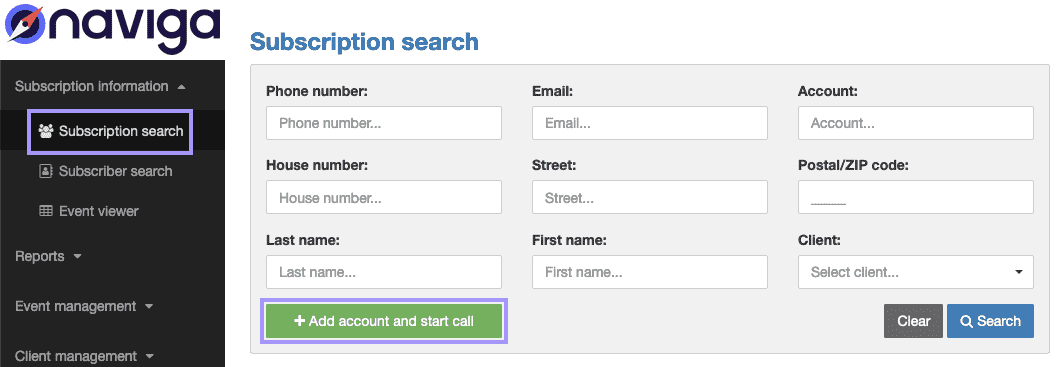 naviga
Subscription information
Subscription search
Subscriber search
Event viewer
Reports
Event management
Client management
Subscription search
Phone number: Email: Account:
Phone number... Email... Account...
House number: Street: Postal/ZIP code:
House number... Street... _____
Last name: First name: Client:
Last name... First name... Select client...
+ Add account and start call Clear Search